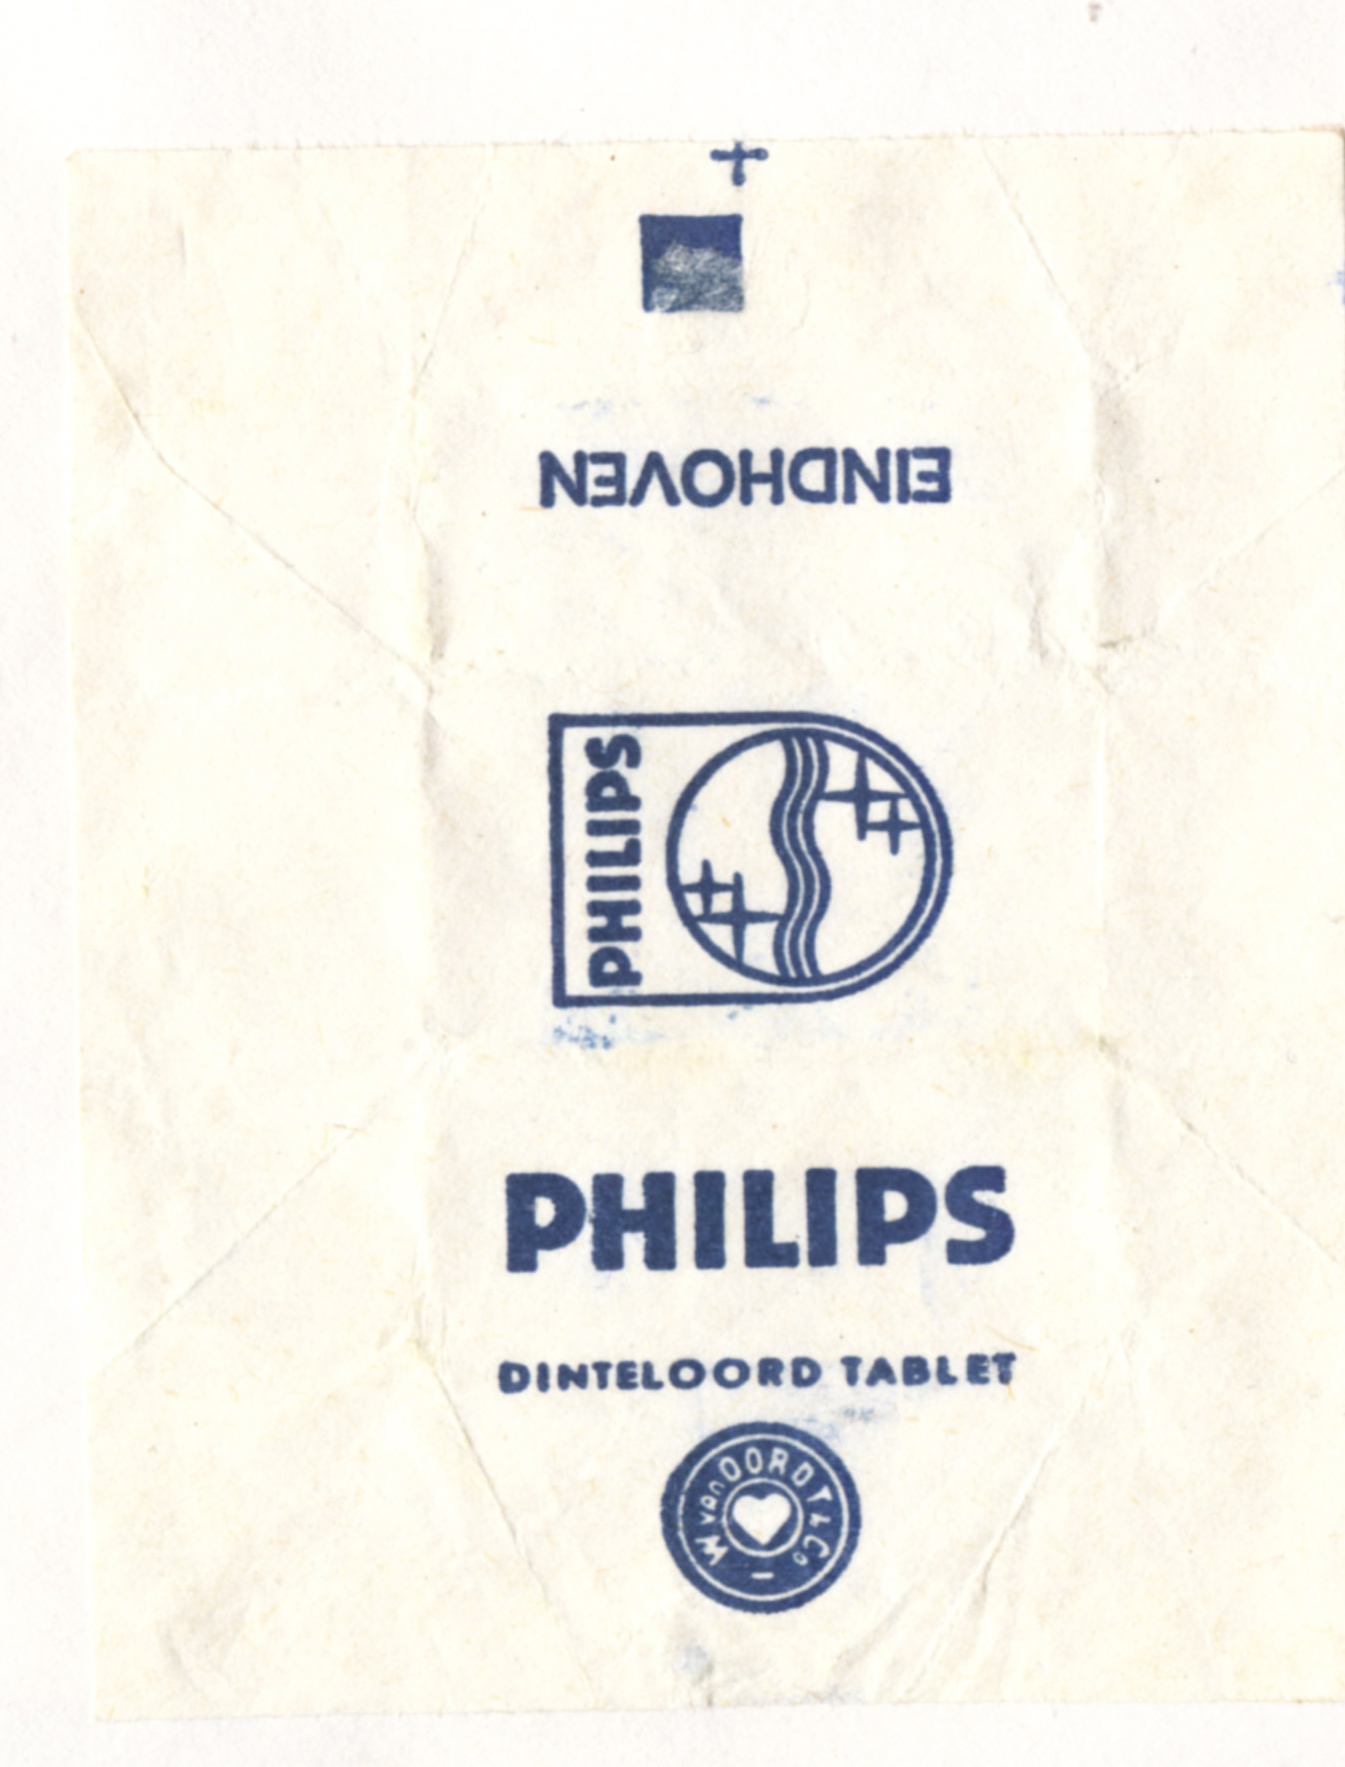 EINDHOVEN
PHILIPS
PHILIPS
DINTELOORD TABLET
W van OORDT & Co